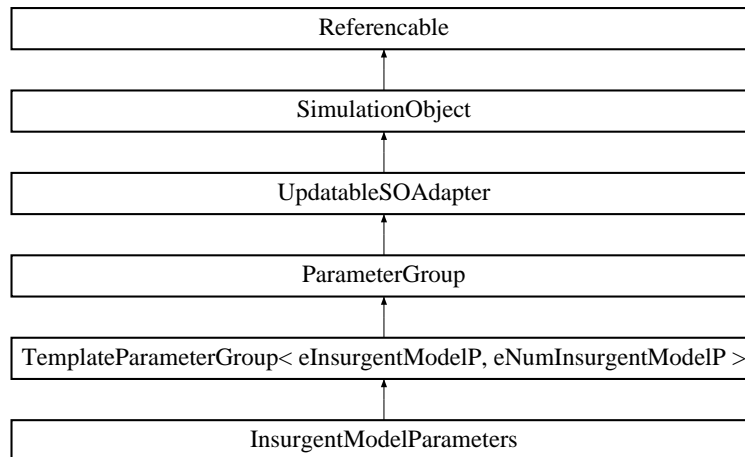 Referencable
SimulationObject
UpdatableSOAdapter
ParameterGroup
TemplateParameterGroup< eInsurgentModelP, eNumInsurgentModelP >
InsurgentModelParameters